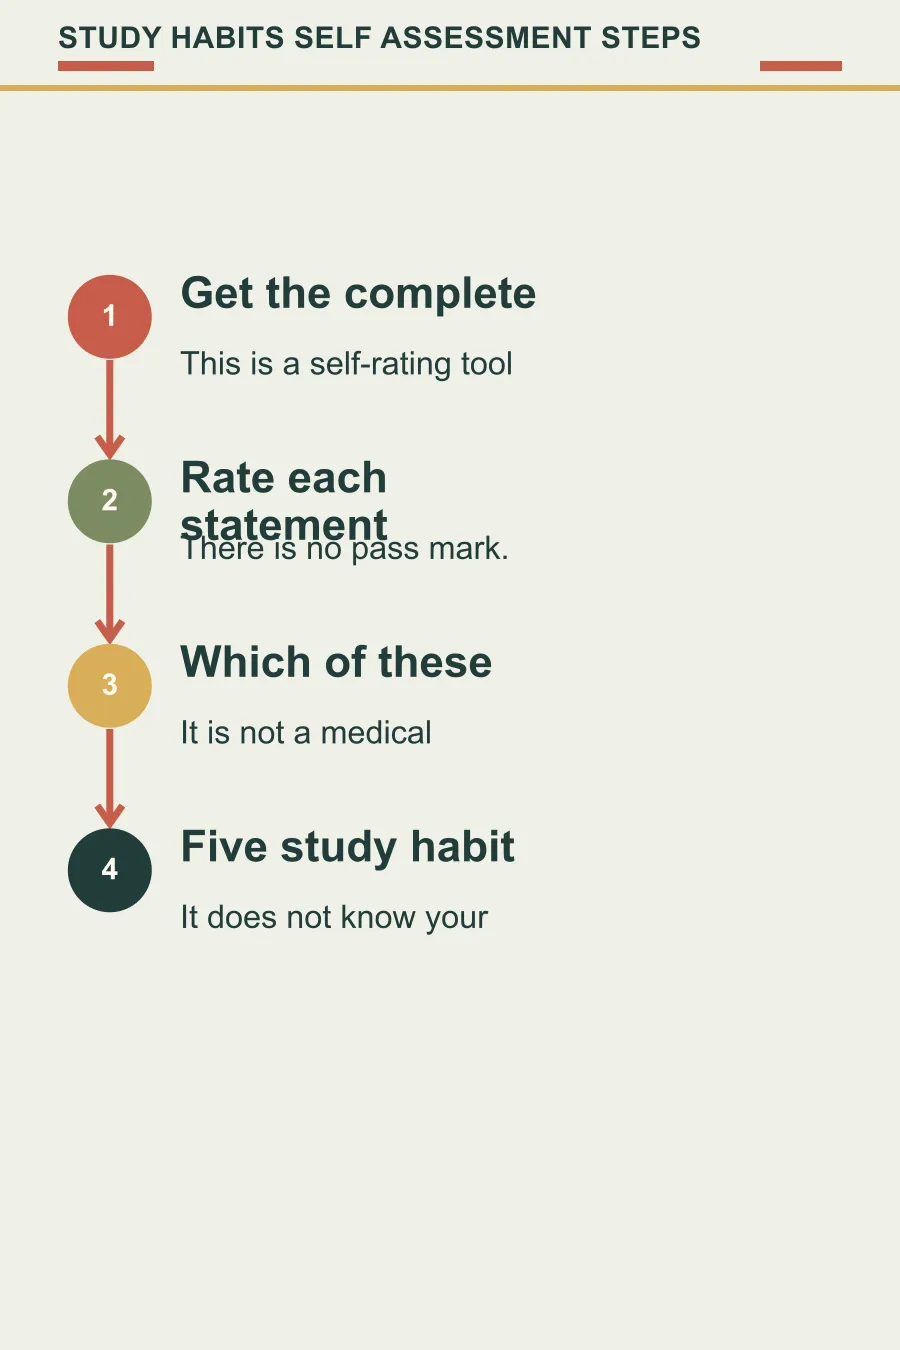 STUDY HABITS SELF ASSESSMENT STEPS
1
Get the complete
This is a self-rating tool
2
Rate each
statement
There is no pass mark.
3
Which of these
It is not a medical
4
Five study habit
It does not know your